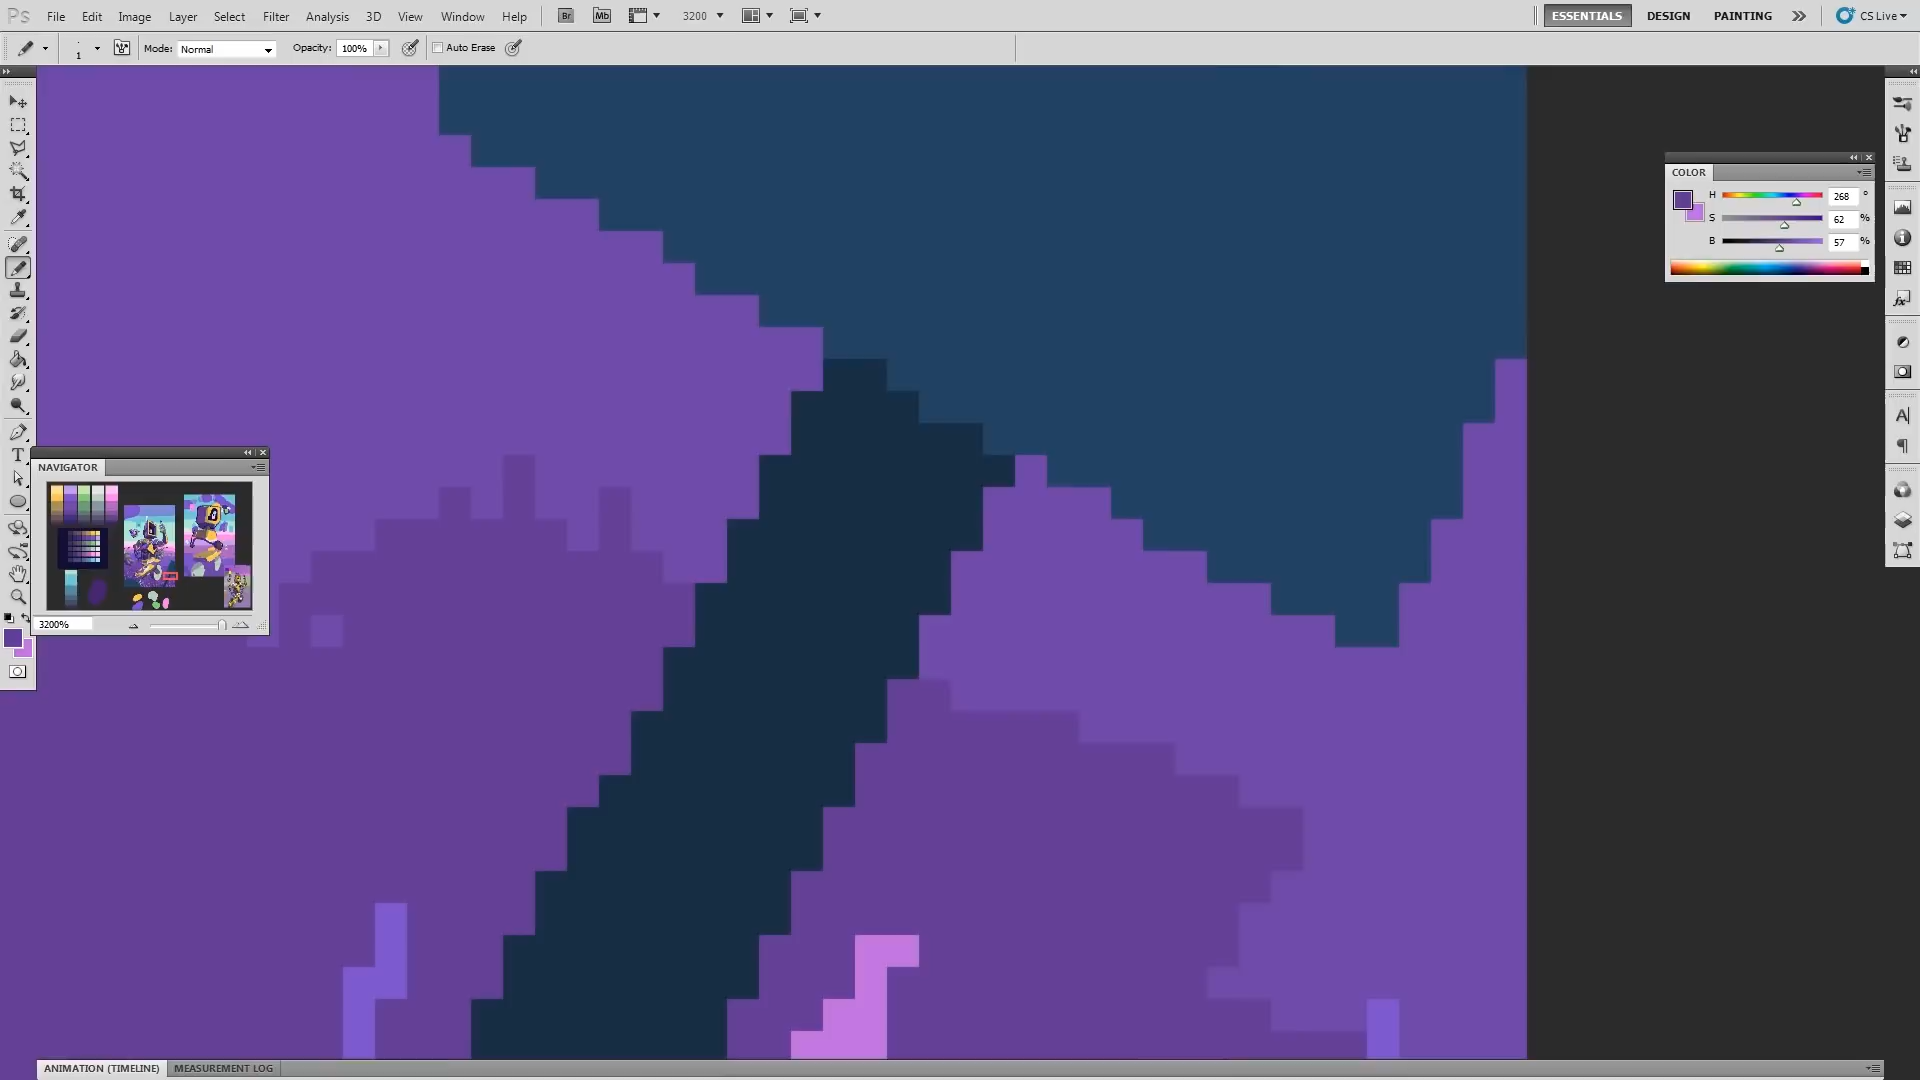 Ps File Edit Image Layer Select Filter Analysis 3D View Window Help Br Mb 3200 ESSENTIALS DESIGN PAINTING CS Live
1 Mode: Normal Opacity: 100% Auto Erase
COLOR
H 268 °
S 62 %
B 57 %
NAVIGATOR
3200%
ANIMATION (TIMELINE) MEASUREMENT LOG